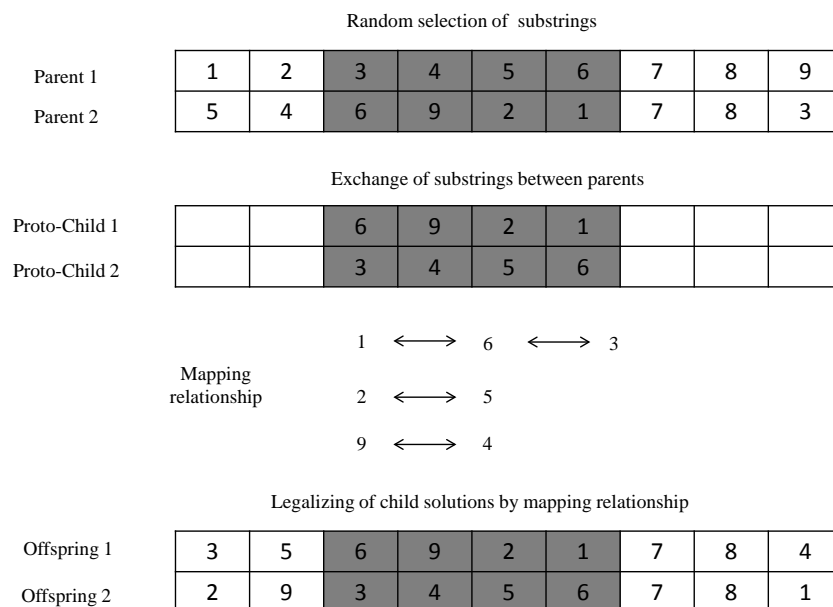 Random selection of substrings
Parent 1 1 2 3 4 5 6 7 8 9
Parent 2 5 4 6 9 2 1 7 8 3
Exchange of substrings between parents
Proto-Child 1 6 9 2 1
Proto-Child 2 3 4 5 6
1 6 3
Mapping
relationship
2 5
9 4
Legalizing of child solutions by mapping relationship
Offspring 1 3 5 6 9 2 1 7 8 4
Offspring 2 2 9 3 4 5 6 7 8 1